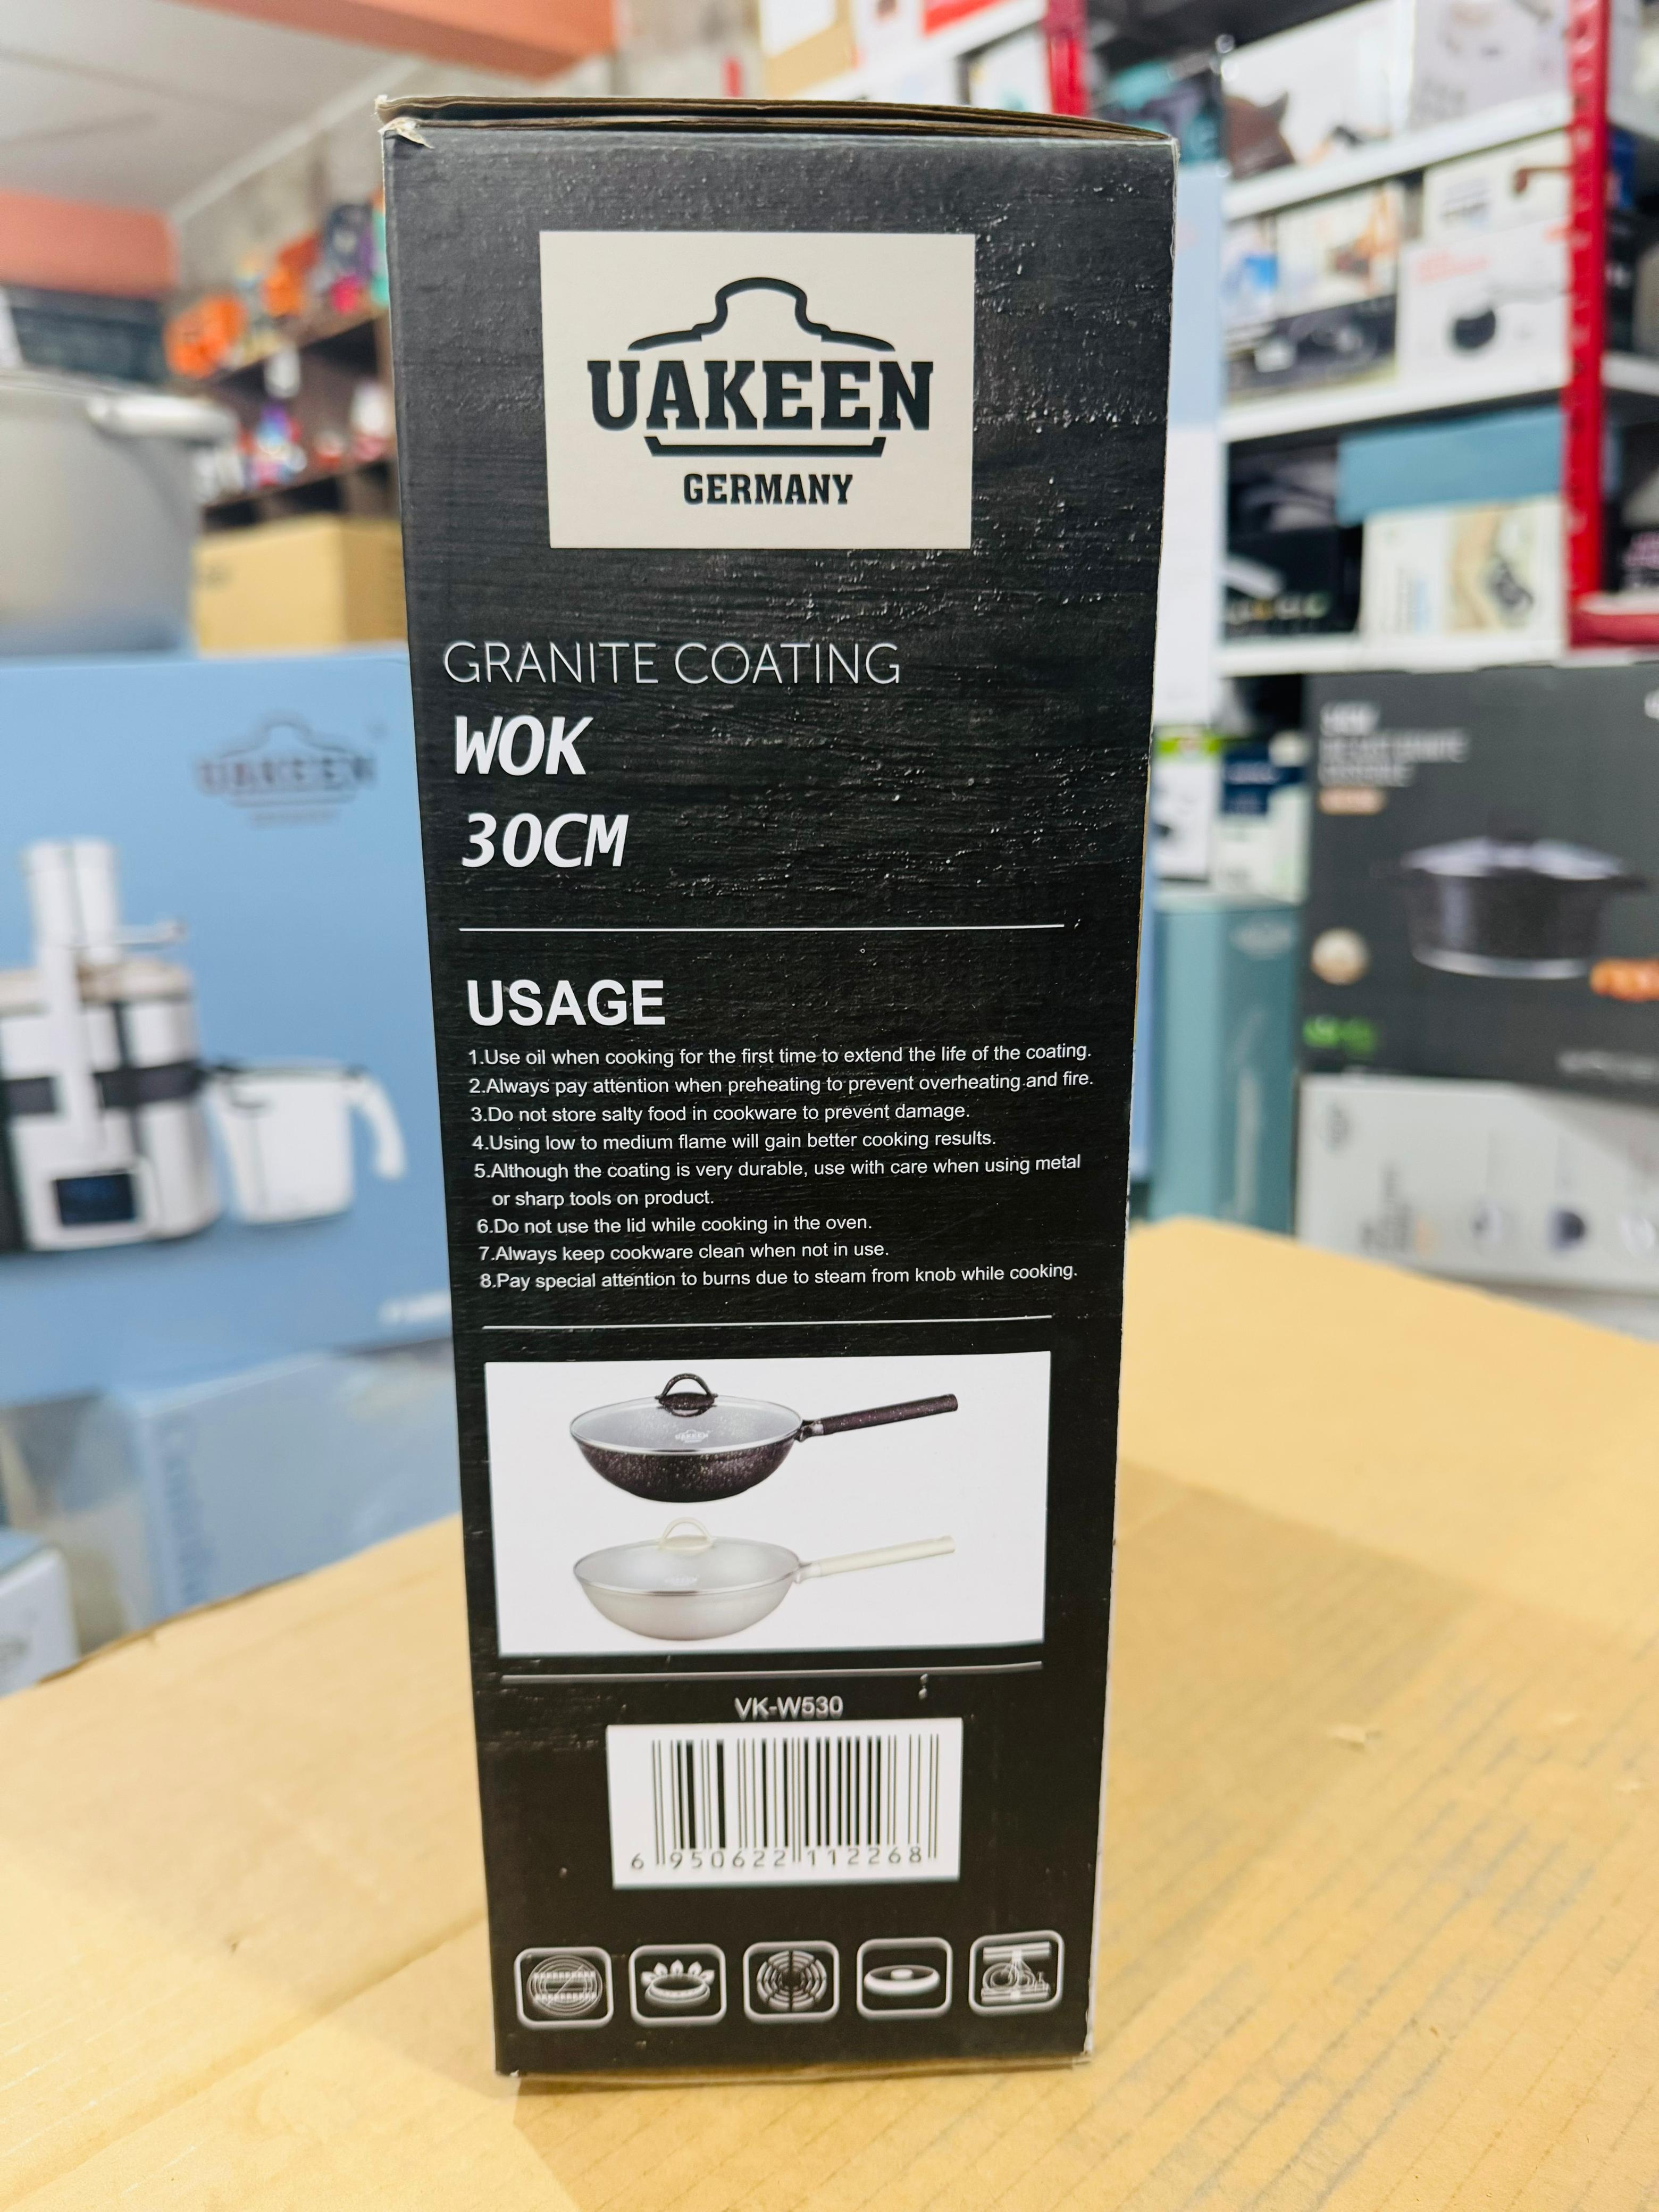 UAKEEN
GERMANY
GRANITE COATING
WOK
30CM
USAGE
1.Use oil when cooking for the first time to extend the life of the coating.
2.Always pay attention when preheating to prevent overheating and fire.
3.Do not store salty food in cookware to prevent damage.
4.Using low to medium flame will gain better cooking results.
5.Although the coating is very durable, use with care when using metal
or sharp tools on product.
6.Do not use the lid while cooking in the oven.
7.Always keep cookware clean when not in use.
8.Pay special attention to burns due to steam from knob while cooking.
UAKEEN
VK-W530
6 950622 112268
UAKEEN